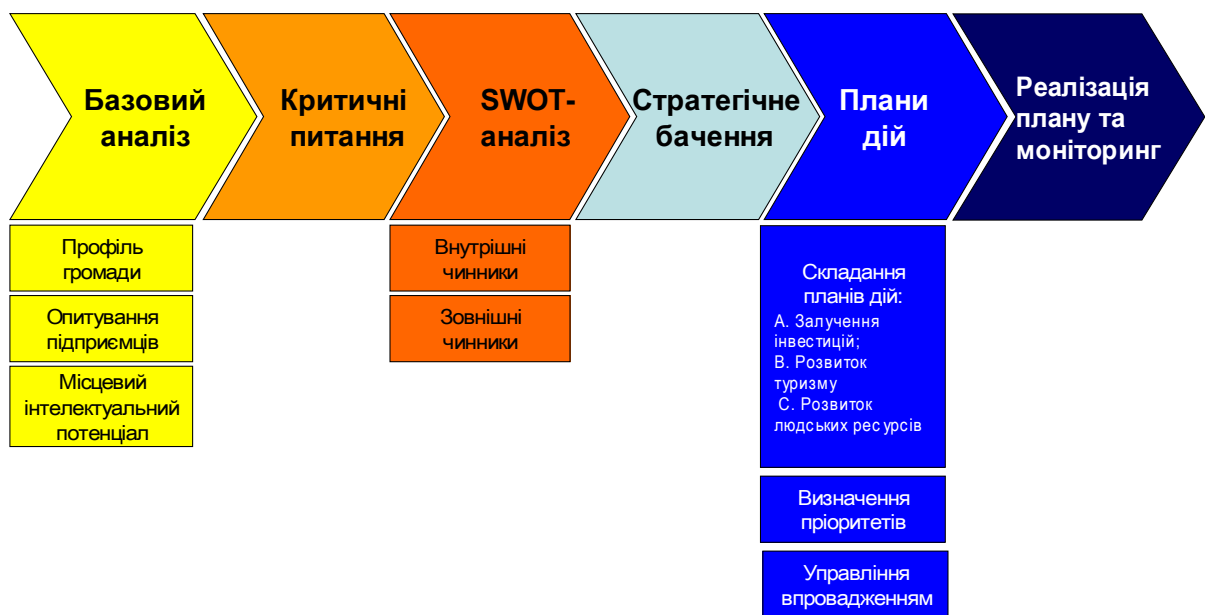 Базовий
аналіз
Критичні
питання
SWOT-
аналіз
Стратегічне
бачення
Плани
дій
Реалізація
плану та
моніторинг
Профіль
громади
Опитування
підприємців
Місцевий
інтелектуальний
потенціал
Внутрішні
чинники
Зовнішні
чинники
Складання
планів дій:
А. Залучення
інвестицій;
В. Розвиток
туризму
С. Розвиток
людських ресурсів
Визначення
пріоритетів
Управління
впровадженням